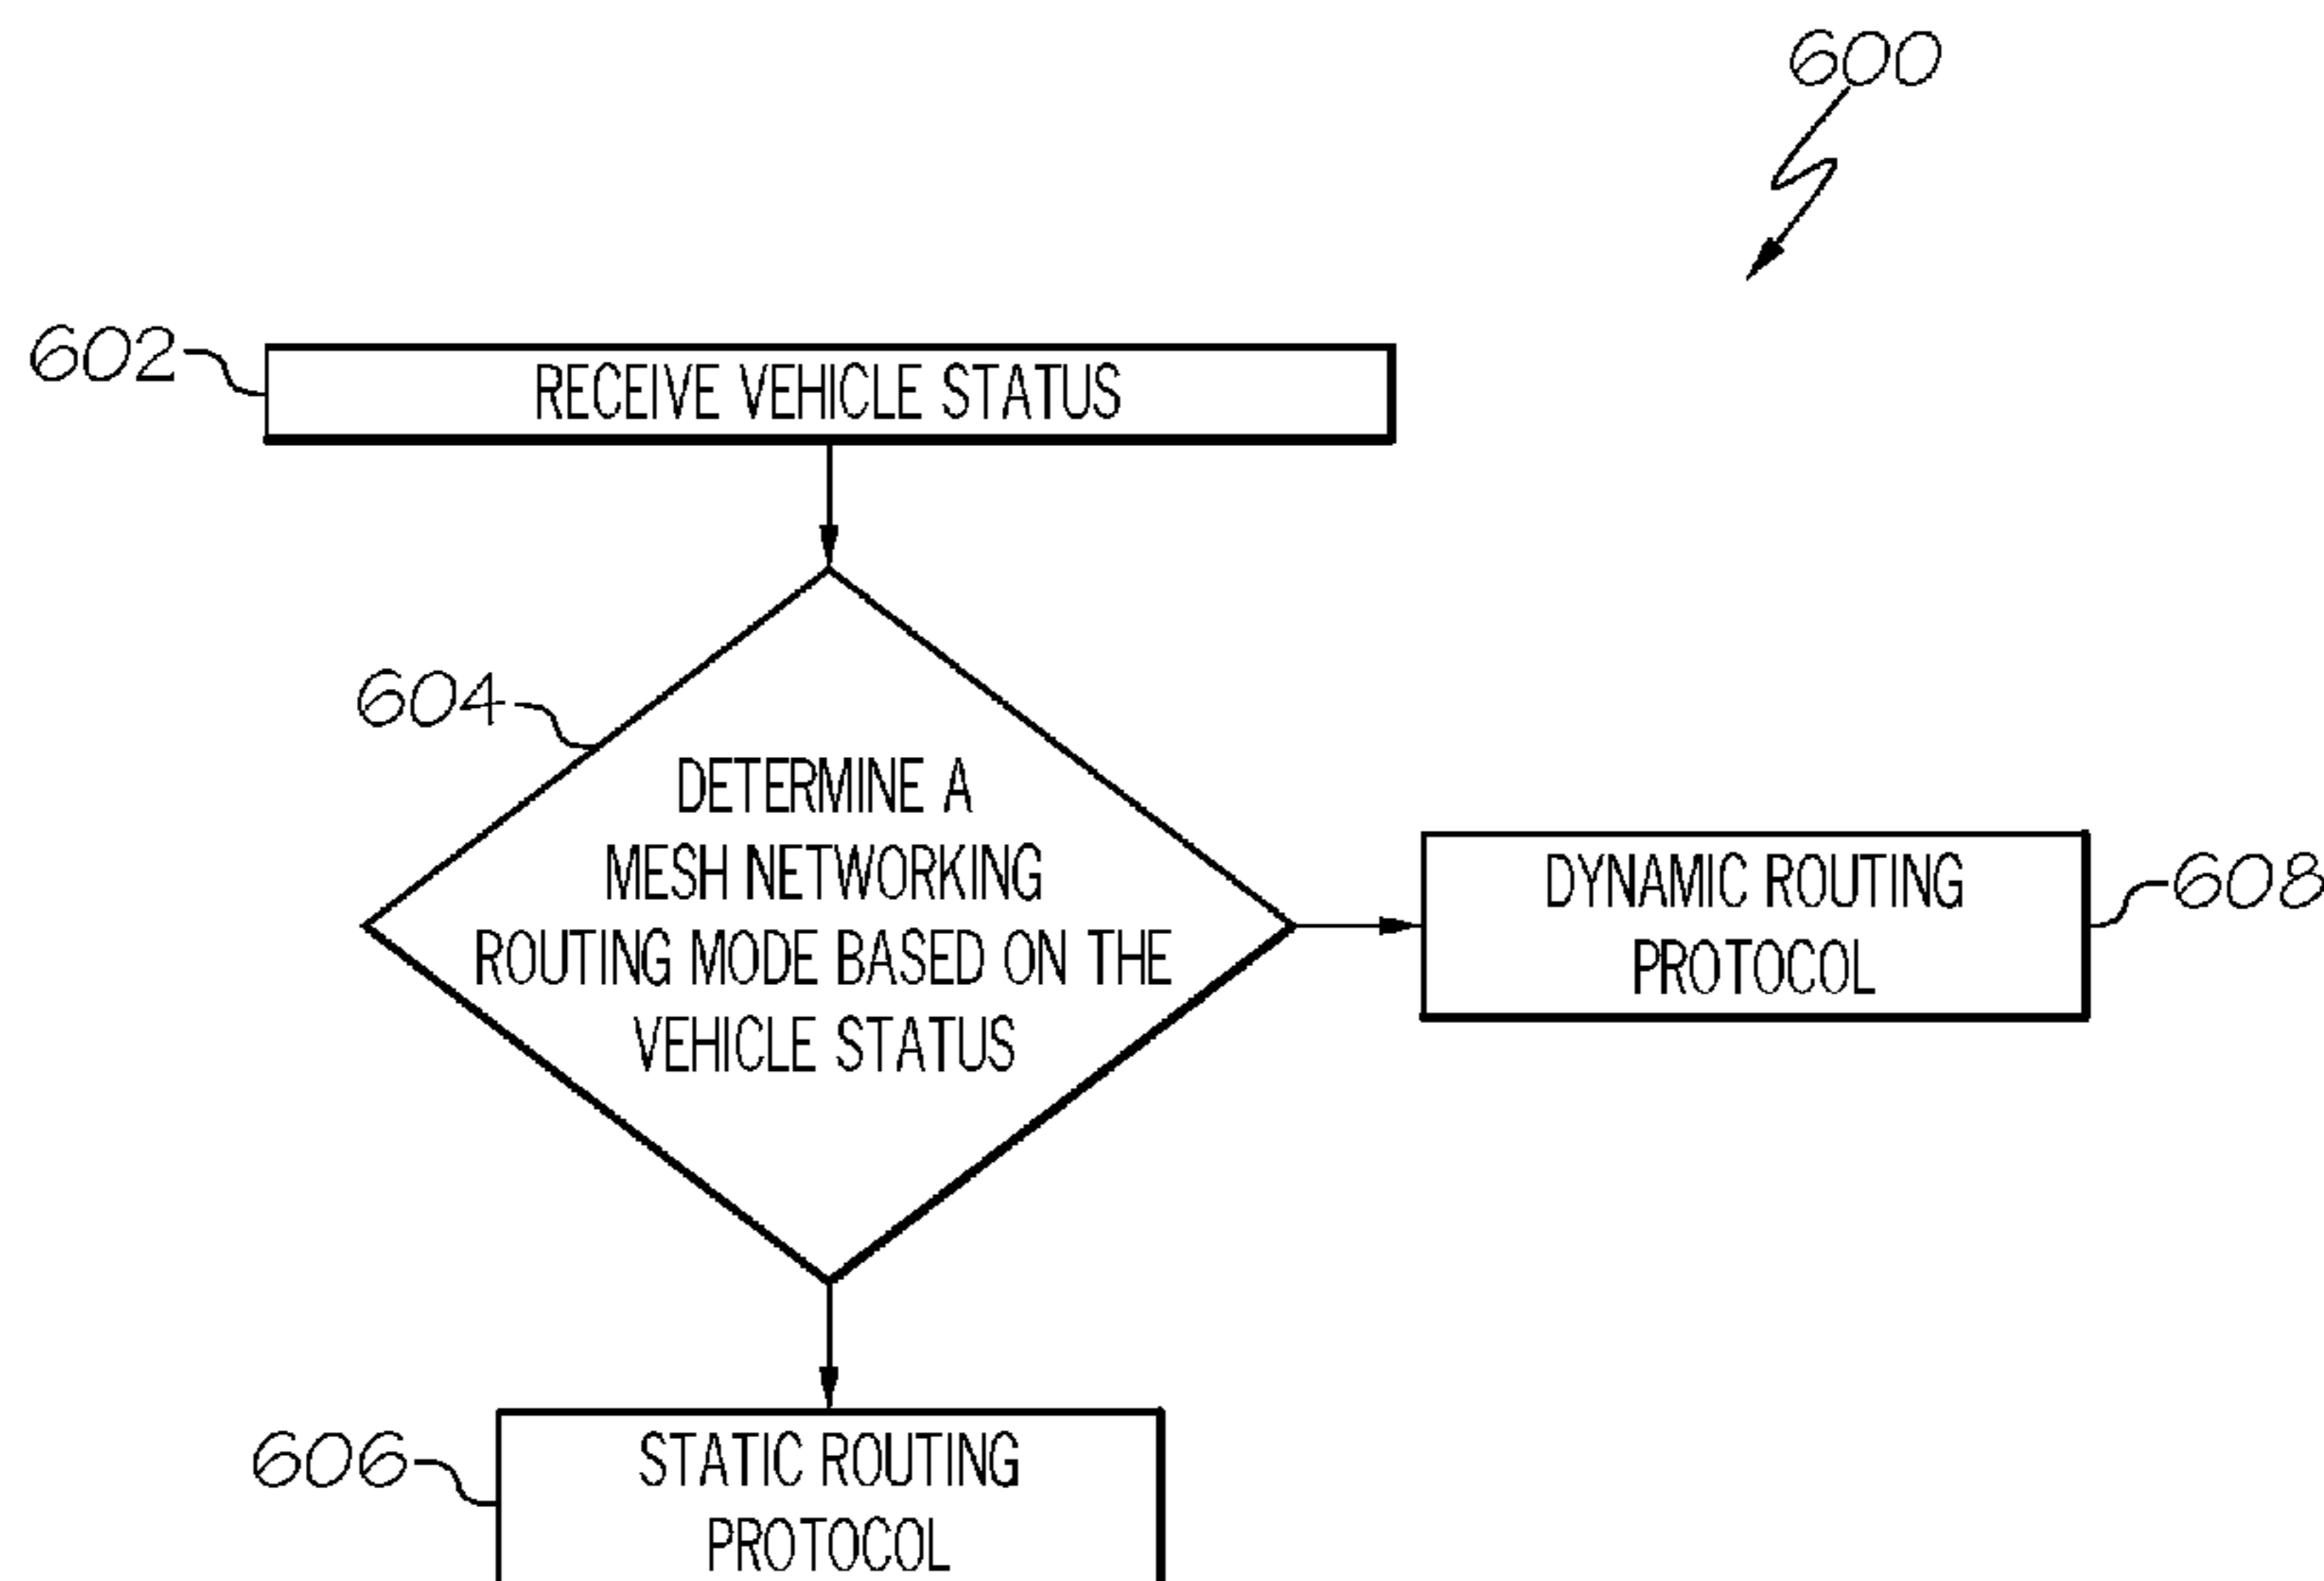 600
602
RECEIVE VEHICLE STATUS
604
DETERMINE A
MESH NETWORKING
ROUTING MODE BASED ON THE
VEHICLE STATUS
DYNAMIC ROUTING
PROTOCOL
608
606
STATIC ROUTING
PROTOCOL